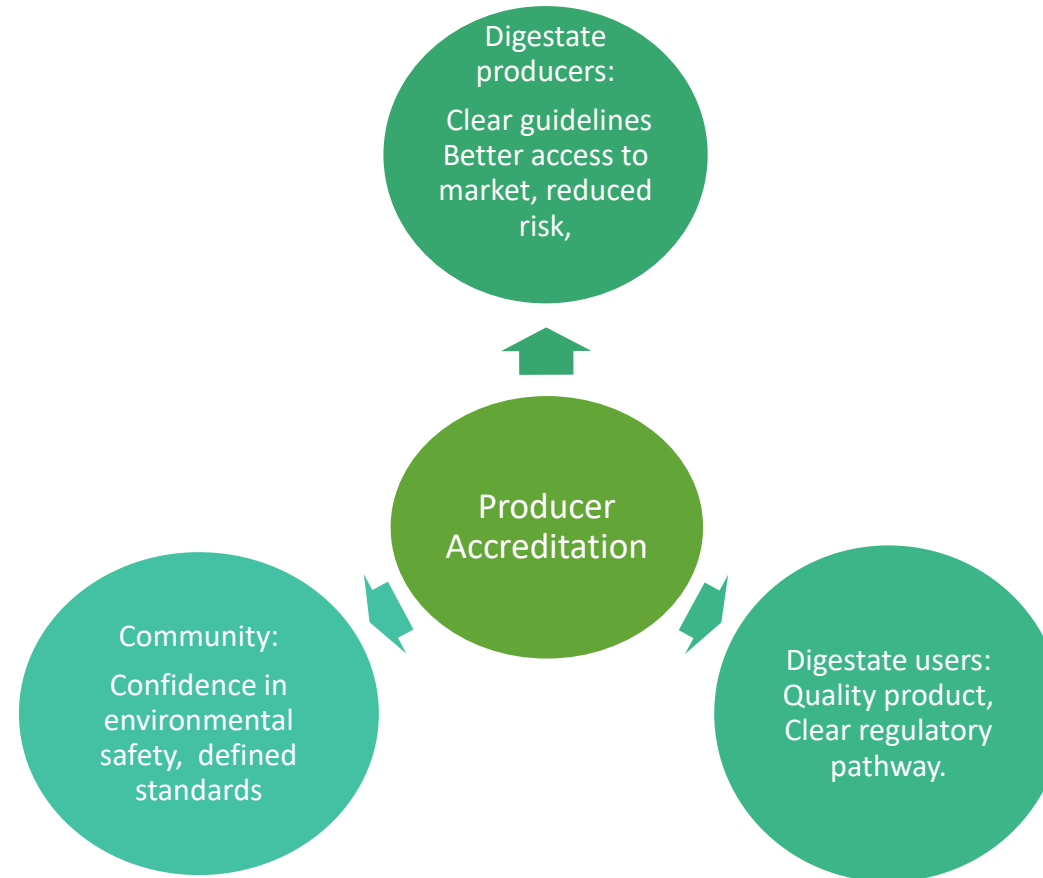 Digestate
producers:
Clear guidelines
Better access to
market, reduced
risk,
Producer
Accreditation
Community:
Confidence in
environmental
safety,  defined
standards
Digestate users:
Quality product,
Clear regulatory
pathway.